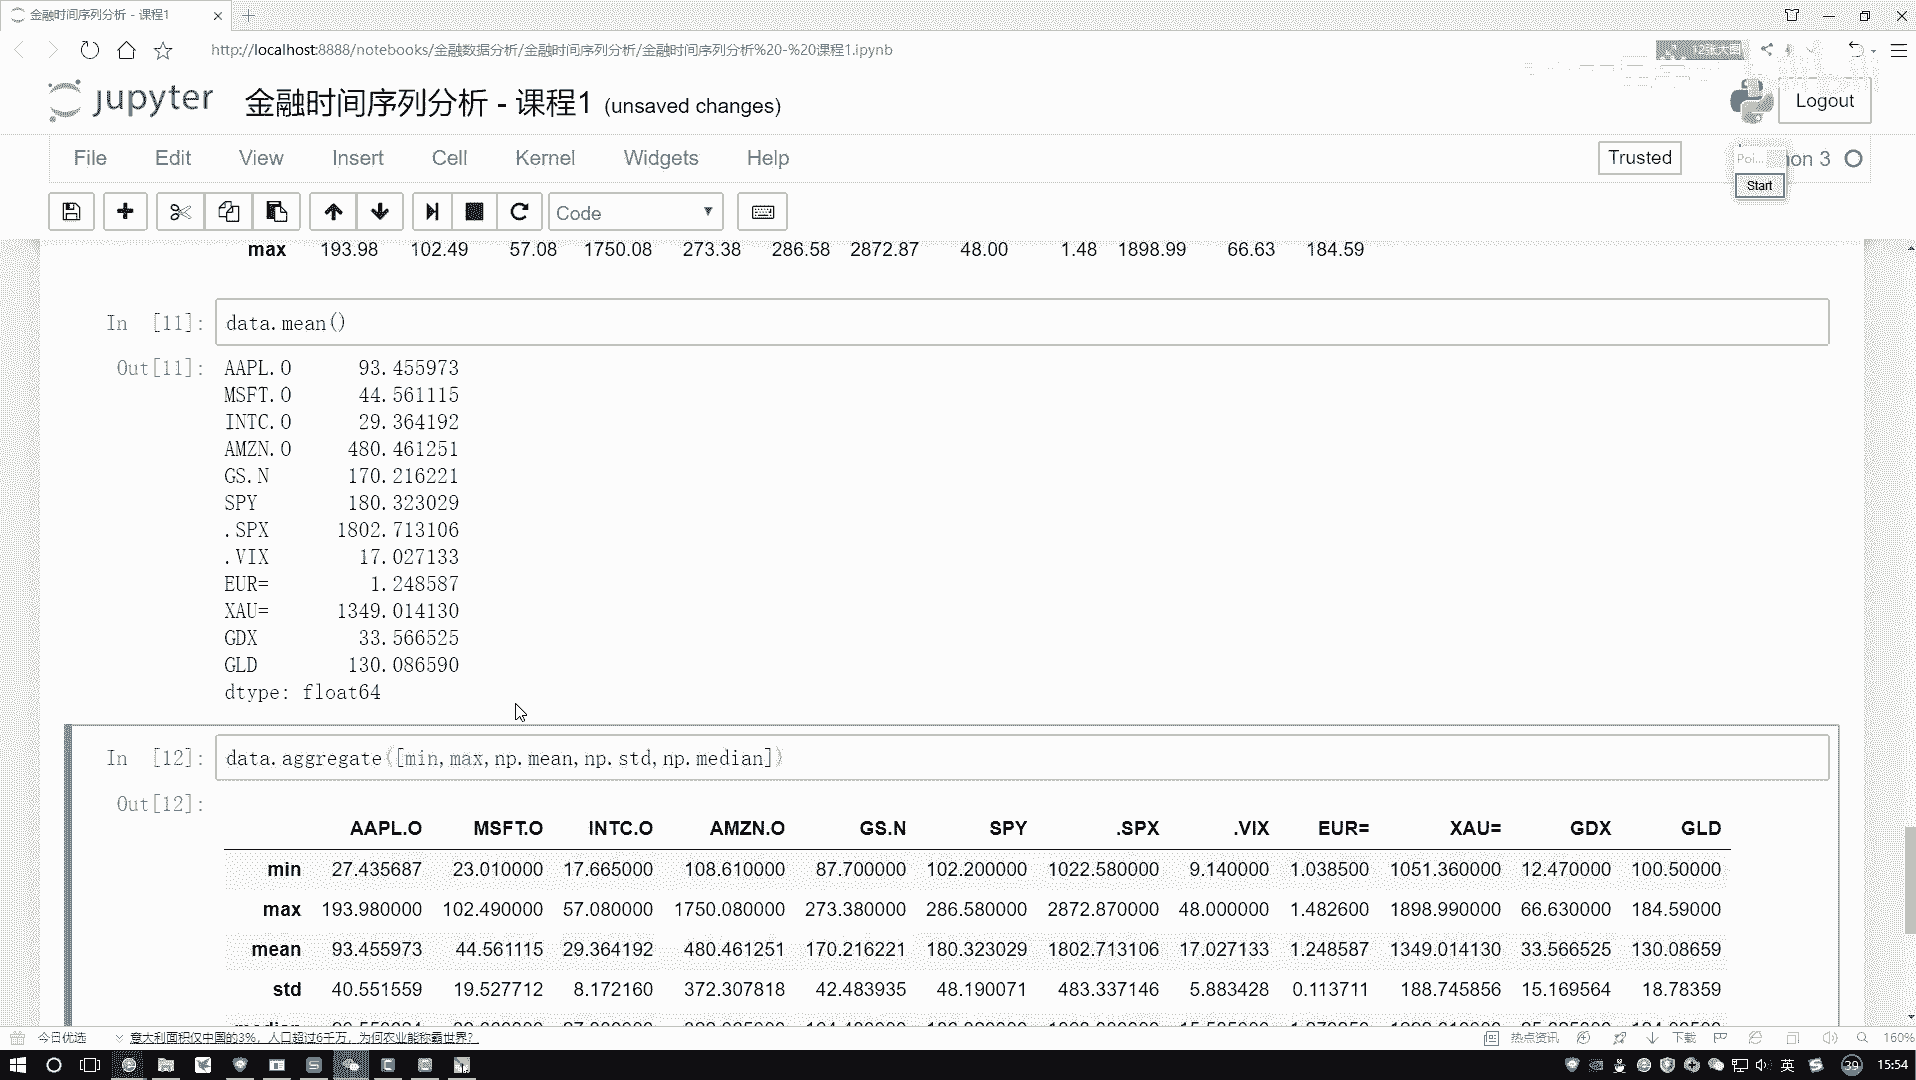 金融时间序列分析 - 课程1
http://localhost:8888/notebooks/金融数据分析/金融时间序列分析/金融时间序列分析%20-%20课程1.ipynb
12张大图
jupyter 金融时间序列分析 - 课程1 (unsaved changes)
Logout
File Edit View Insert Cell Kernel Widgets Help
Trusted
Poi... on 3
Start
Code
max 193.98 102.49 57.08 1750.08 273.38 286.58 2872.87 48.00 1.48 1898.99 66.63 184.59
In [11]: data.mean()
Out[11]: AAPL.O 93.455973
MSFT.O 44.561115
INTC.O 29.364192
AMZN.O 480.461251
GS.N 170.216221
SPY 180.323029
.SPX 1802.713106
.VIX 17.027133
EUR= 1.248587
XAU= 1349.014130
GDX 33.566525
GLD 130.086590
dtype: float64
In [12]: data.aggregate([min,max,np.mean,np.std,np.median])
Out[12]:
AAPL.O MSFT.O INTC.O AMZN.O GS.N SPY .SPX .VIX EUR= XAU= GDX GLD
min 27.435687 23.010000 17.665000 108.610000 87.700000 102.200000 1022.580000 9.140000 1.038500 1051.360000 12.470000 100.50000
max 193.980000 102.490000 57.080000 1750.080000 273.380000 286.580000 2872.870000 48.000000 1.482600 1898.990000 66.630000 184.59000
mean 93.455973 44.561115 29.364192 480.461251 170.216221 180.323029 1802.713106 17.027133 1.248587 1349.014130 33.566525 130.08659
std 40.551559 19.527712 8.172160 372.307818 42.483935 48.190071 483.337146 5.883428 0.113711 188.745856 15.169564 18.78359
今日优选 意大利面积仅中国的3%，人口超过6千万，为何农业能称霸世界？ 热点资讯 下载 160%
英 39 15:54